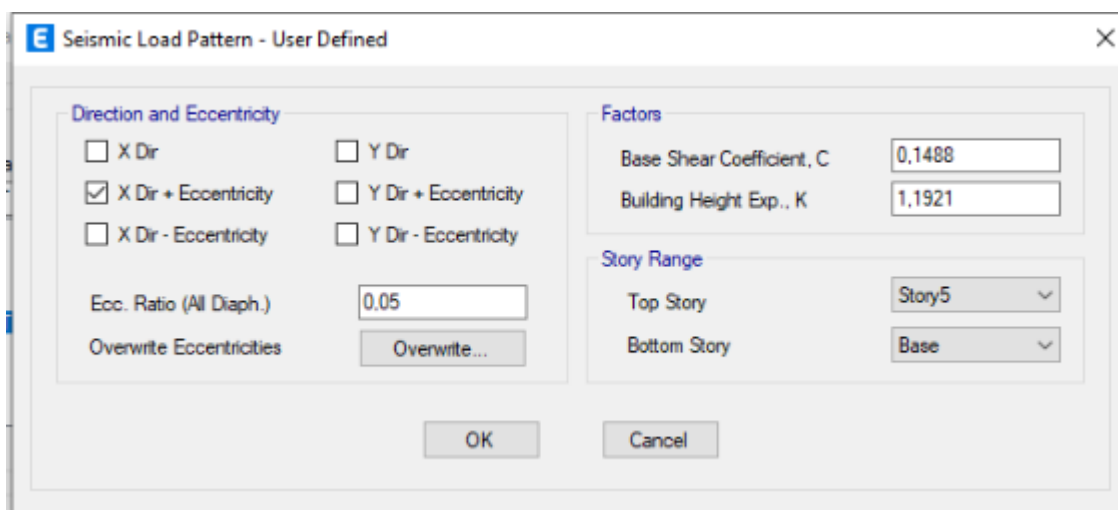 E Seismic Load Pattern - User Defined
Direction and Eccentricity
X Dir
Y Dir
X Dir + Eccentricity
Y Dir + Eccentricity
X Dir - Eccentricity
Y Dir - Eccentricity
Ecc. Ratio (All Diaph.)
0,05
Overwrite Eccentricities
Overwrite...
Factors
Base Shear Coefficient, C
0,1488
Building Height Exp., K
1,1921
Story Range
Top Story
Story5
Bottom Story
Base
OK
Cancel